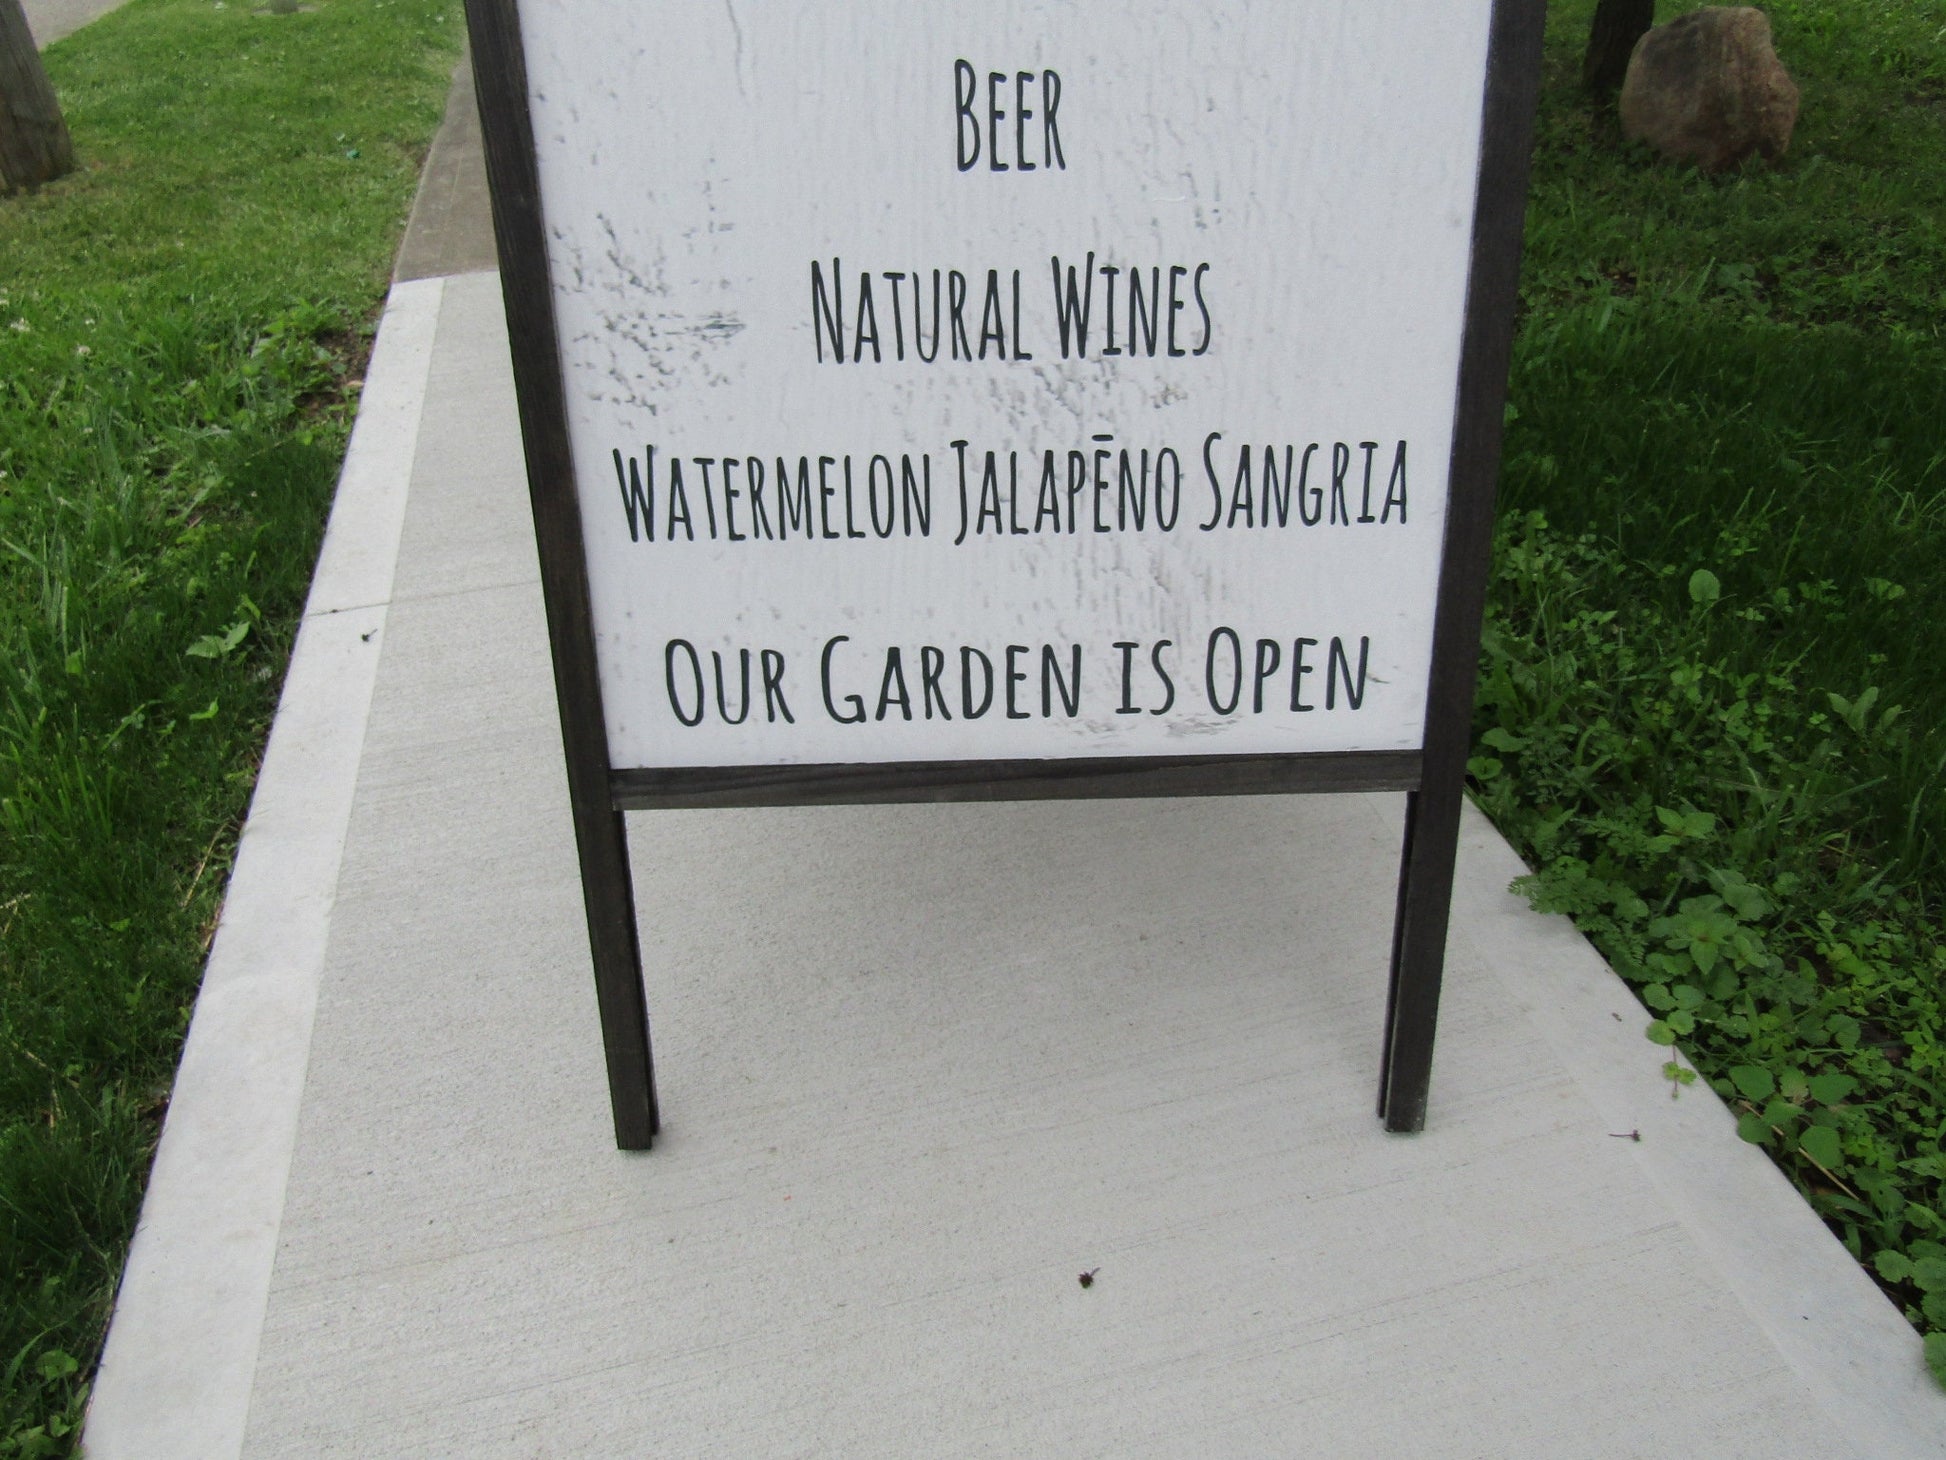 Beer
Natural Wines
Watermelon Jalapēno Sangria
Our Garden is Open